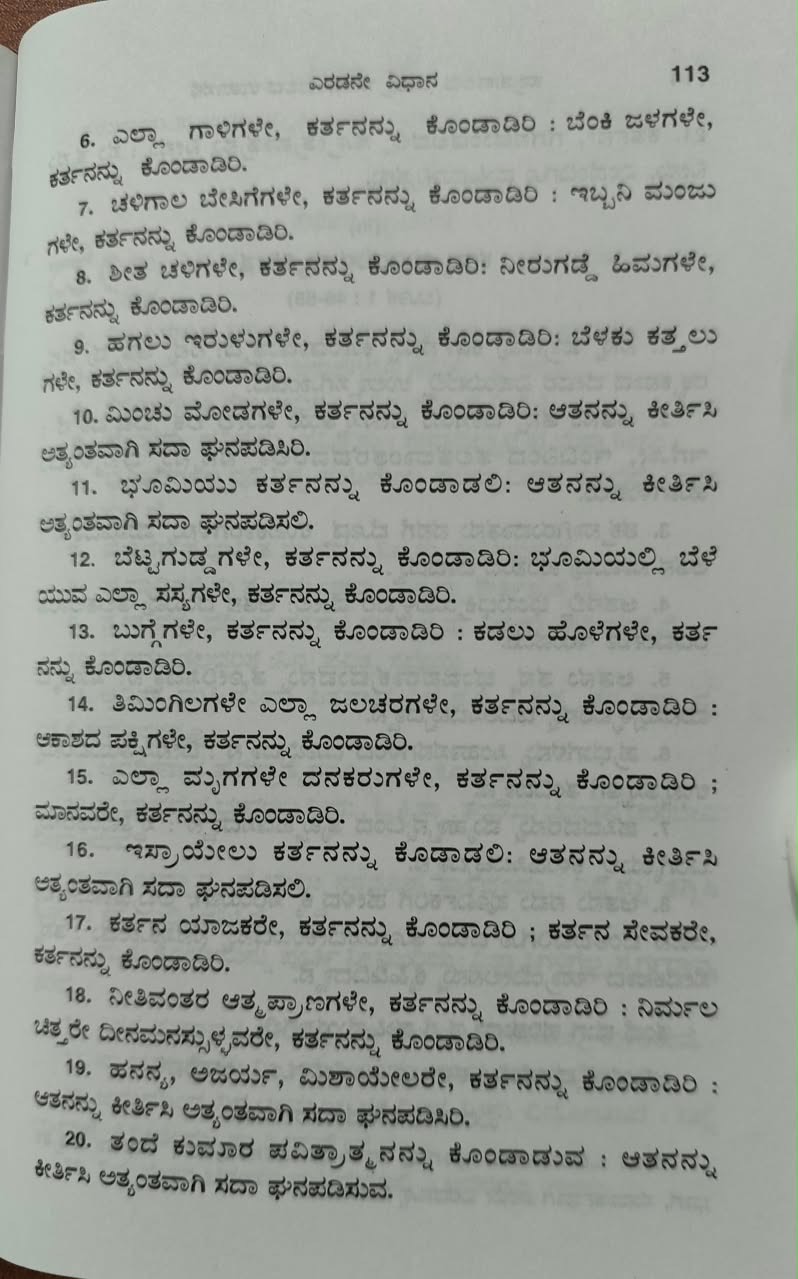 ಎರಡನೇ ವಿಧಾನ 113
6. ಎಲ್ಲಾ ಗಾಳಿಗಳೇ, ಕರ್ತನನ್ನು ಕೊಂಡಾಡಿರಿ : ಬೆಂಕಿ ಜಳಗಳೇ,
ಕರ್ತನನ್ನು ಕೊಂಡಾಡಿರಿ.
7. ಚಳಿಗಾಲ ಬೇಸಿಗೆಗಳೇ, ಕರ್ತನನ್ನು ಕೊಂಡಾಡಿರಿ : ಇಬ್ಬನಿ ಮಂಜು
ಗಳೇ, ಕರ್ತನನ್ನು ಕೊಂಡಾಡಿರಿ.
8. ಶೀತ ಚಳಿಗಳೇ, ಕರ್ತನನ್ನು ಕೊಂಡಾಡಿರಿ: ನೀರುಗಡ್ಡೆ ಹಿಮಗಳೇ,
ಕರ್ತನನ್ನು ಕೊಂಡಾಡಿರಿ.
9. ಹಗಲು ಇರುಳುಗಳೇ, ಕರ್ತನನ್ನು ಕೊಂಡಾಡಿರಿ: ಬೆಳಕು ಕತ್ತಲು
ಗಳೇ, ಕರ್ತನನ್ನು ಕೊಂಡಾಡಿರಿ.
10. ಮಿಂಚು ಮೋಡಗಳೇ, ಕರ್ತನನ್ನು ಕೊಂಡಾಡಿರಿ: ಆತನನ್ನು ಕೀರ್ತಿಸಿ
ಅತ್ಯಂತವಾಗಿ ಸದಾ ಘನಪಡಿಸಿರಿ.
11. ಭೂಮಿಯು ಕರ್ತನನ್ನು ಕೊಂಡಾಡಲಿ: ಆತನನ್ನು ಕೀರ್ತಿಸಿ
ಅತ್ಯಂತವಾಗಿ ಸದಾ ಘನಪಡಿಸಲಿ.
12. ಬೆಟ್ಟಗುಡ್ಡಗಳೇ, ಕರ್ತನನ್ನು ಕೊಂಡಾಡಿರಿ: ಭೂಮಿಯಲ್ಲಿ ಬೆಳೆ
ಯುವ ಎಲ್ಲಾ ಸಸ್ಯಗಳೇ, ಕರ್ತನನ್ನು ಕೊಂಡಾಡಿರಿ.
13. ಬುಗ್ಗೆಗಳೇ, ಕರ್ತನನ್ನು ಕೊಂಡಾಡಿರಿ : ಕಡಲು ಹೊಳೆಗಳೇ, ಕರ್ತ
ನನ್ನು ಕೊಂಡಾಡಿರಿ.
14. ತಿಮಿಂಗಿಲಗಳೇ ಎಲ್ಲಾ ಜಲಚರಗಳೇ, ಕರ್ತನನ್ನು ಕೊಂಡಾಡಿರಿ :
ಆಕಾಶದ ಪಕ್ಷಿಗಳೇ, ಕರ್ತನನ್ನು ಕೊಂಡಾಡಿರಿ.
15. ಎಲ್ಲಾ ಮೃಗಗಳೇ ದನಕರುಗಳೇ, ಕರ್ತನನ್ನು ಕೊಂಡಾಡಿರಿ ;
ಮಾನವರೇ, ಕರ್ತನನ್ನು ಕೊಂಡಾಡಿರಿ.
16. ಇಸ್ರಾಯೇಲು ಕರ್ತನನ್ನು ಕೊಡಾಡಲಿ: ಆತನನ್ನು ಕೀರ್ತಿಸಿ
ಅತ್ಯಂತವಾಗಿ ಸದಾ ಘನಪಡಿಸಲಿ.
17. ಕರ್ತನ ಯಾಜಕರೇ, ಕರ್ತನನ್ನು ಕೊಂಡಾಡಿರಿ ; ಕರ್ತನ ಸೇವಕರೇ,
ಕರ್ತನನ್ನು ಕೊಂಡಾಡಿರಿ.
18. ನೀತಿವಂತರ ಆತ್ಮಪ್ರಾಣಗಳೇ, ಕರ್ತನನ್ನು ಕೊಂಡಾಡಿರಿ : ನಿರ್ಮಲ
ಚಿತ್ತರೇ ದೀನಮನಸ್ಸುಳ್ಳವರೇ, ಕರ್ತನನ್ನು ಕೊಂಡಾಡಿರಿ.
19. ಹನನ್ಯ, ಅಜರ್ಯ, ಮಿಶಾಯೇಲರೇ, ಕರ್ತನನ್ನು ಕೊಂಡಾಡಿರಿ :
ಆತನನ್ನು ಕೀರ್ತಿಸಿ ಅತ್ಯಂತವಾಗಿ ಸದಾ ಘನಪಡಿಸಿರಿ.
20. ತಂದೆ ಕುಮಾರ ಪವಿತ್ರಾತ್ಮನನ್ನು ಕೊಂಡಾಡುವ : ಆತನನ್ನು
ಕೀರ್ತಿಸಿ ಅತ್ಯಂತವಾಗಿ ಸದಾ ಘನಪಡಿಸುವ.